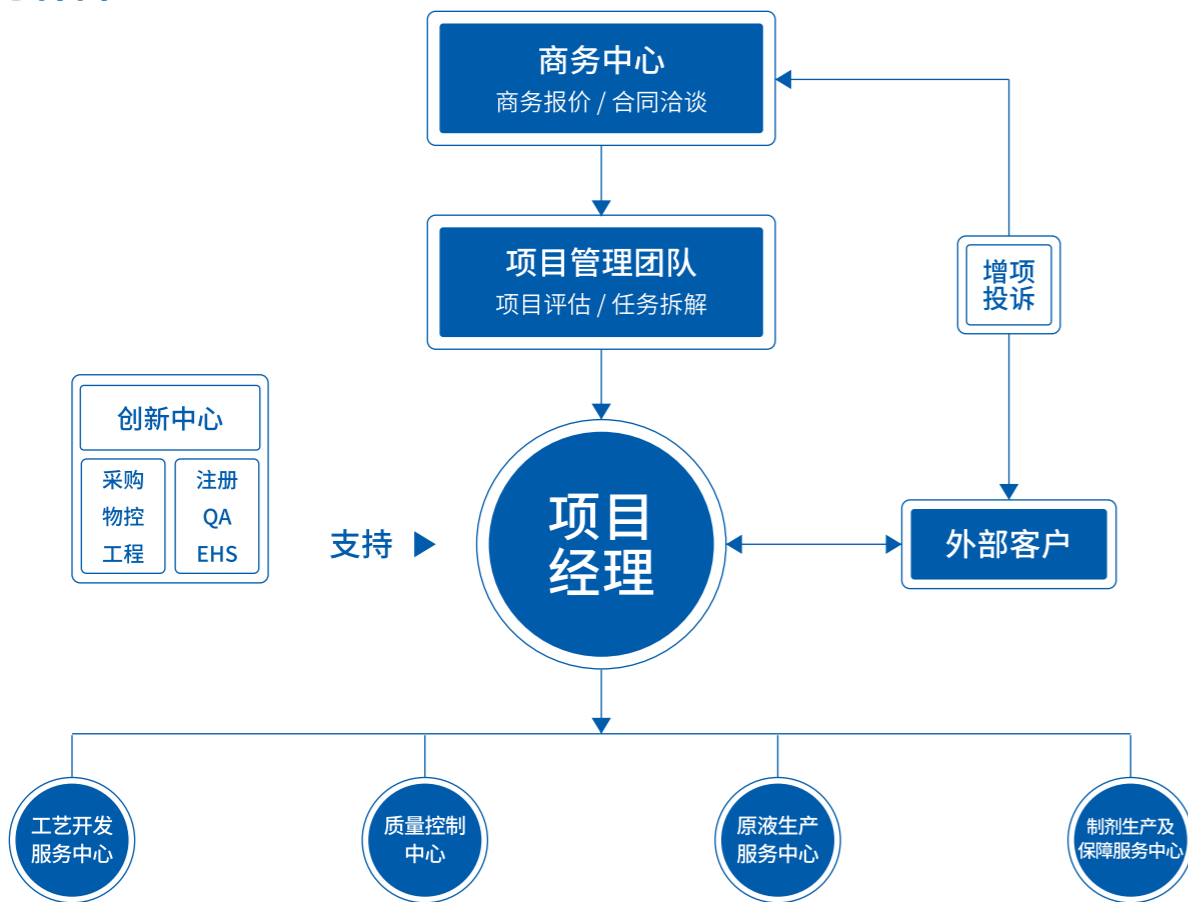 商务中心
商务报价 / 合同洽谈
项目管理团队
项目评估 / 任务拆解
增项
投诉
创新中心
采购
物控
工程
注册
QA
EHS
支持
项目
经理
外部客户
工艺开发
服务中心
质量控制
中心
原液生产
服务中心
制剂生产及
保障服务中心